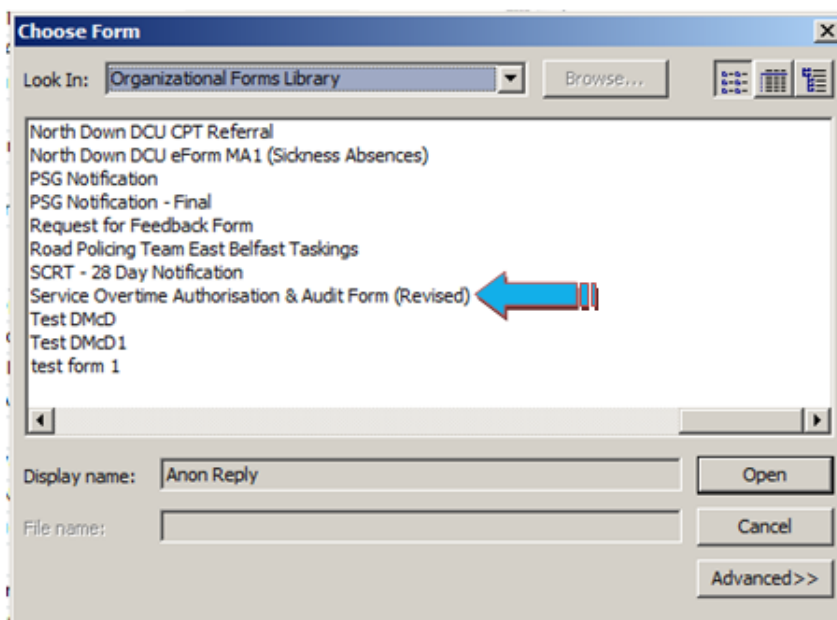 Choose Form
Look In: Organizational Forms Library Browse...
North Down DCU CPT Referral
North Down DCU eForm MA1 (Sickness Absences)
PSG Notification
PSG Notification - Final
Request for Feedback Form
Road Policing Team East Belfast Taskings
SCRT - 28 Day Notification
Service Overtime Authorisation & Audit Form (Revised)
Test DMcD
Test DMcD1
test form 1
Display name: Anon Reply Open
File name: Cancel
Advanced>>